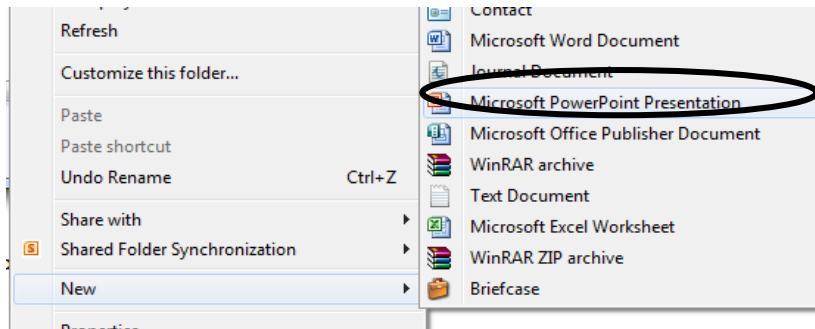 Refresh
Customize this folder...
Paste
Paste shortcut
Undo Rename Ctrl+Z
Share with
Shared Folder Synchronization
New
Properties
Contact
Microsoft Word Document
Journal Document
Microsoft PowerPoint Presentation
Microsoft Office Publisher Document
WinRAR archive
Text Document
Microsoft Excel Worksheet
WinRAR ZIP archive
Briefcase